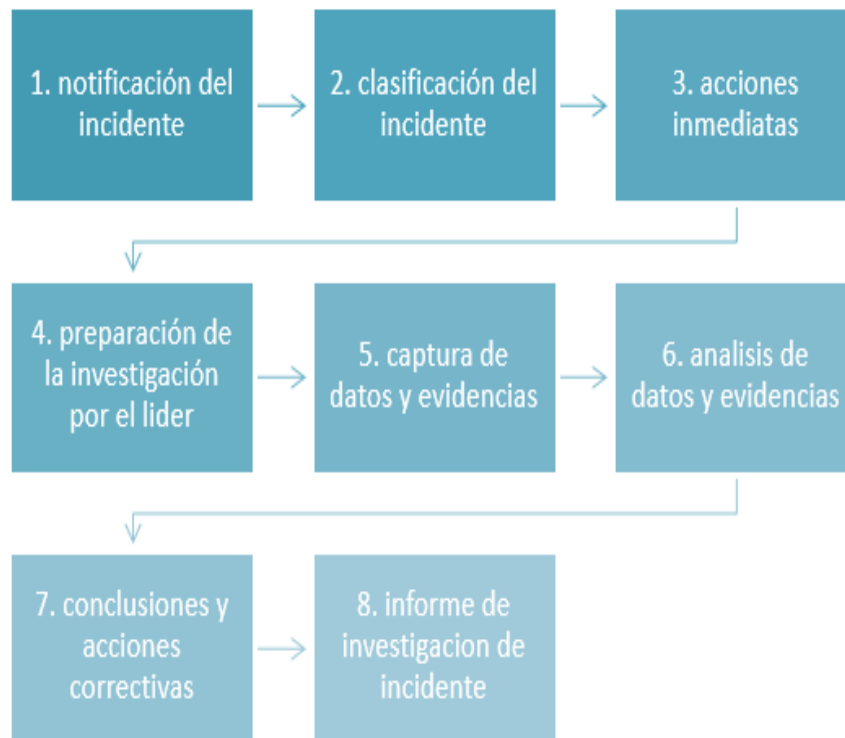 1. notificación del
incidente
2. clasificación del
incidente
3. acciones
inmediatas
4. preparación de
la investigación
por el lider
5. captura de
datos y evidencias
6. analisis de
datos y evidencias
7. conclusiones y
acciones
correctivas
8. informe de
investigacion de
incidente